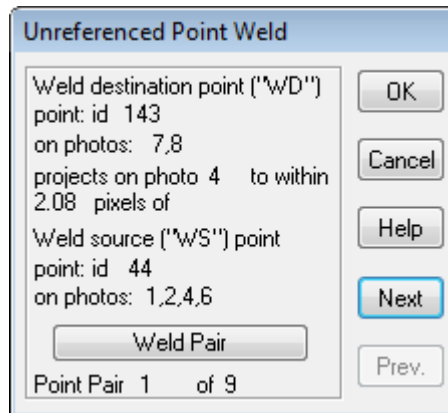 Unreferenced Point Weld
Weld destination point ("WD")
point: id 143
on photos: 7,8
projects on photo 4 to within
2.08 pixels of
Weld source ("WS") point
point: id 44
on photos: 1,2,4,6
Weld Pair
Point Pair 1 of 9
OK
Cancel
Help
Next
Prev.